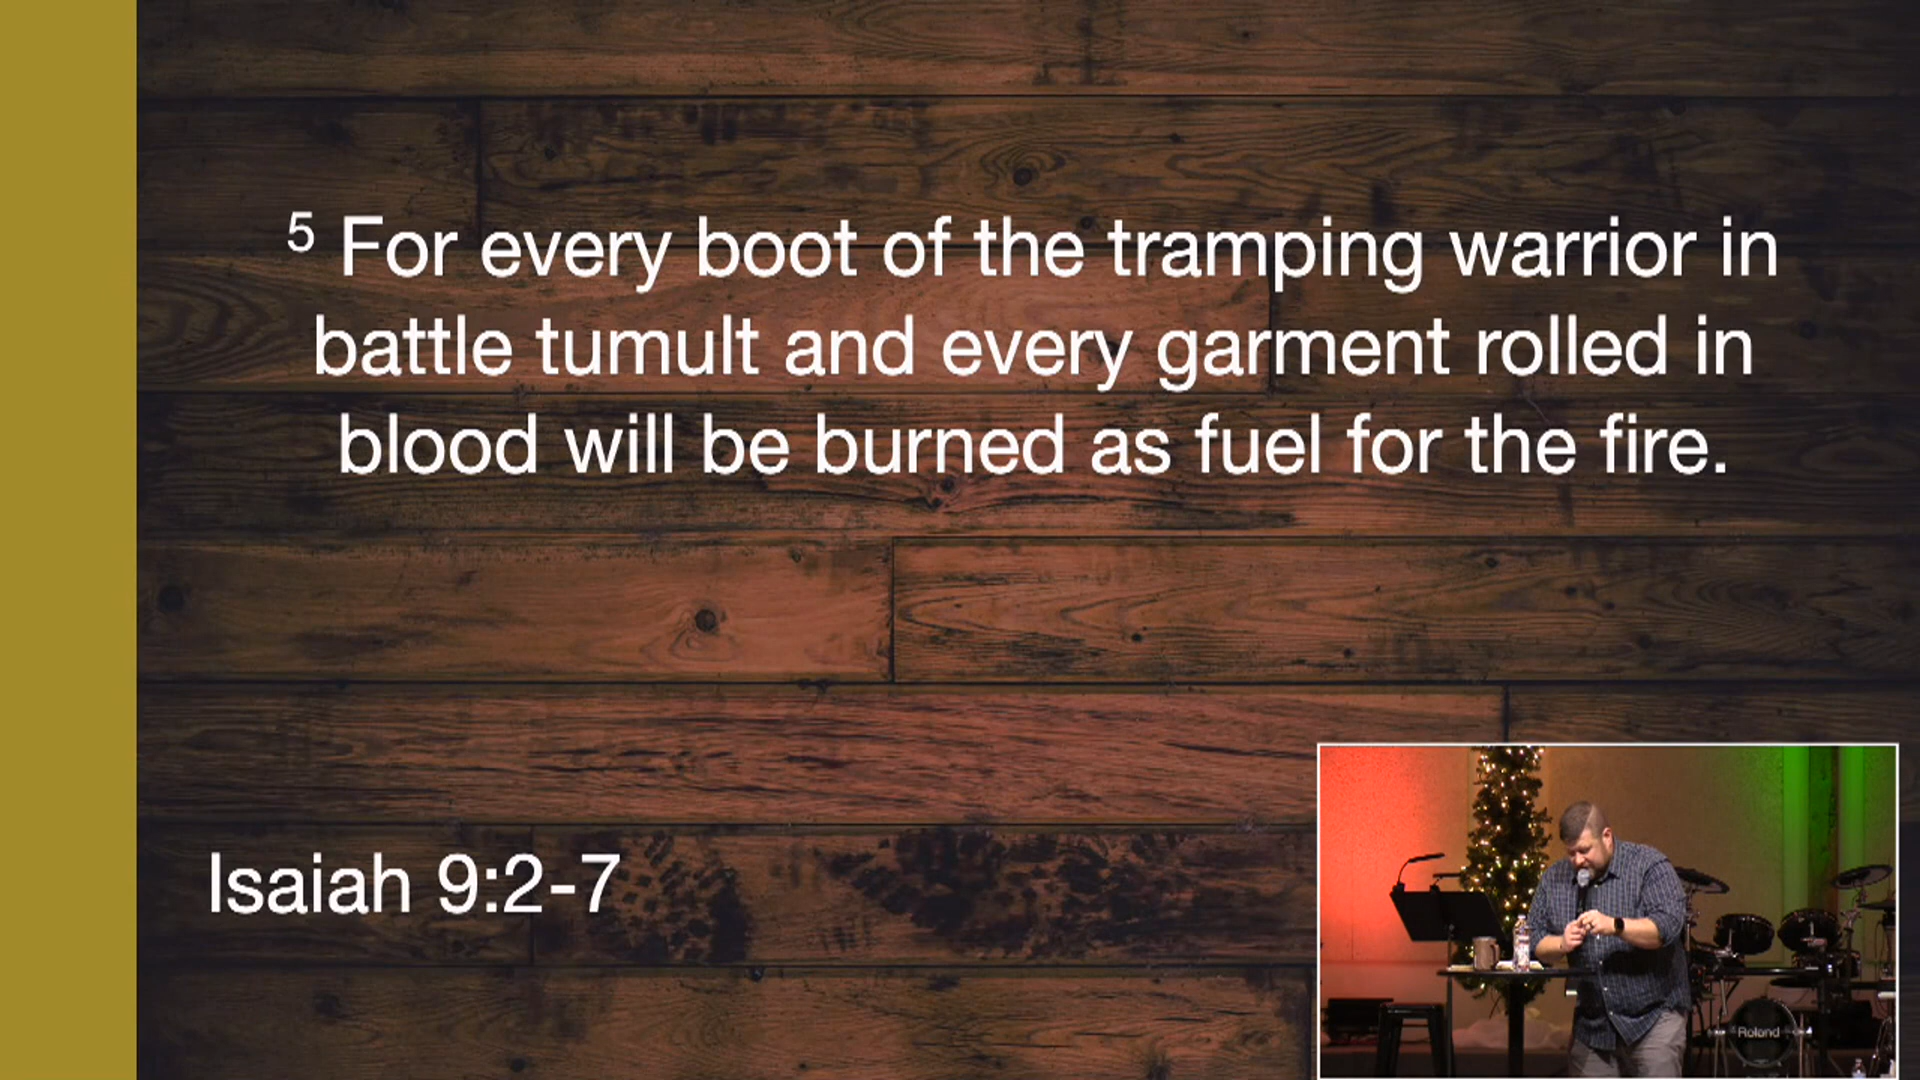 5 For every boot of the tramping warrior in
battle tumult and every garment rolled in
blood will be burned as fuel for the fire.
Isaiah 9:2-7
Roland